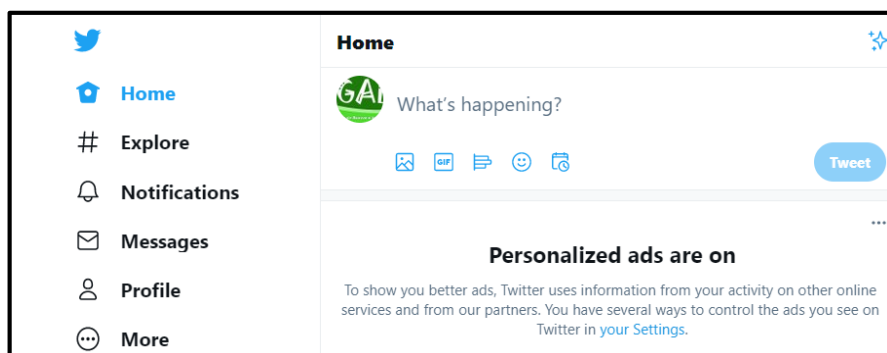 Home
Home
GA
What's happening?
Explore
GIF
Tweet
Notifications
Messages
Personalized ads are on
Profile
To show you better ads, Twitter uses information from your activity on other online
services and from our partners. You have several ways to control the ads you see on
Twitter in your Settings.
More